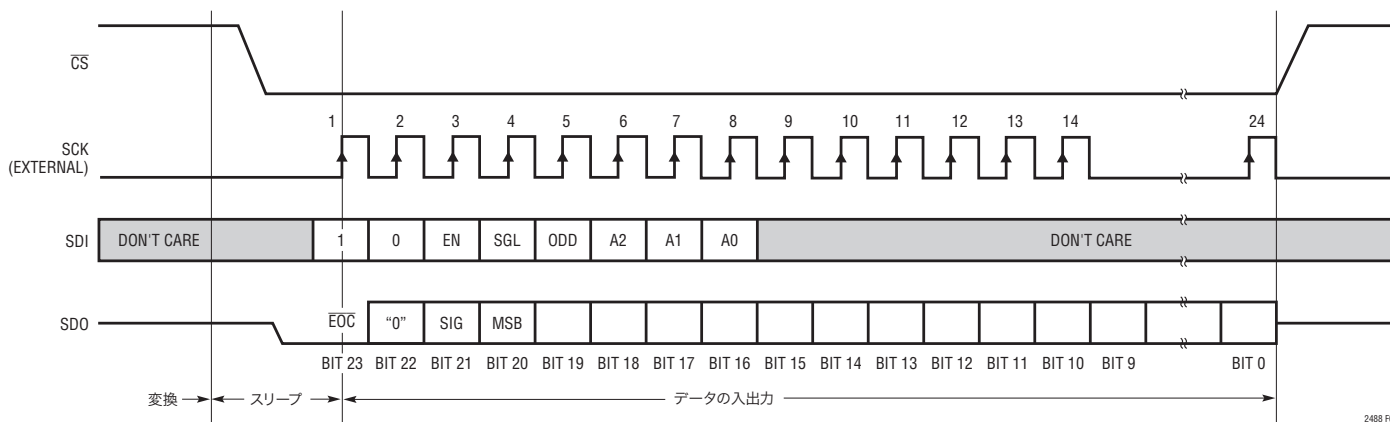 CS
1 2 3 4 5 6 7 8 9 10 11 12 13 14 24
SCK
(EXTERNAL)
SDI DON'T CARE 1 0 EN SGL ODD A2 A1 A0 DON'T CARE
SDO EOC “0” SIG MSB
BIT 23 BIT 22 BIT 21 BIT 20 BIT 19 BIT 18 BIT 17 BIT 16 BIT 15 BIT 14 BIT 13 BIT 12 BIT 11 BIT 10 BIT 9 BIT 0
変換 スリープ データの入出力
2488